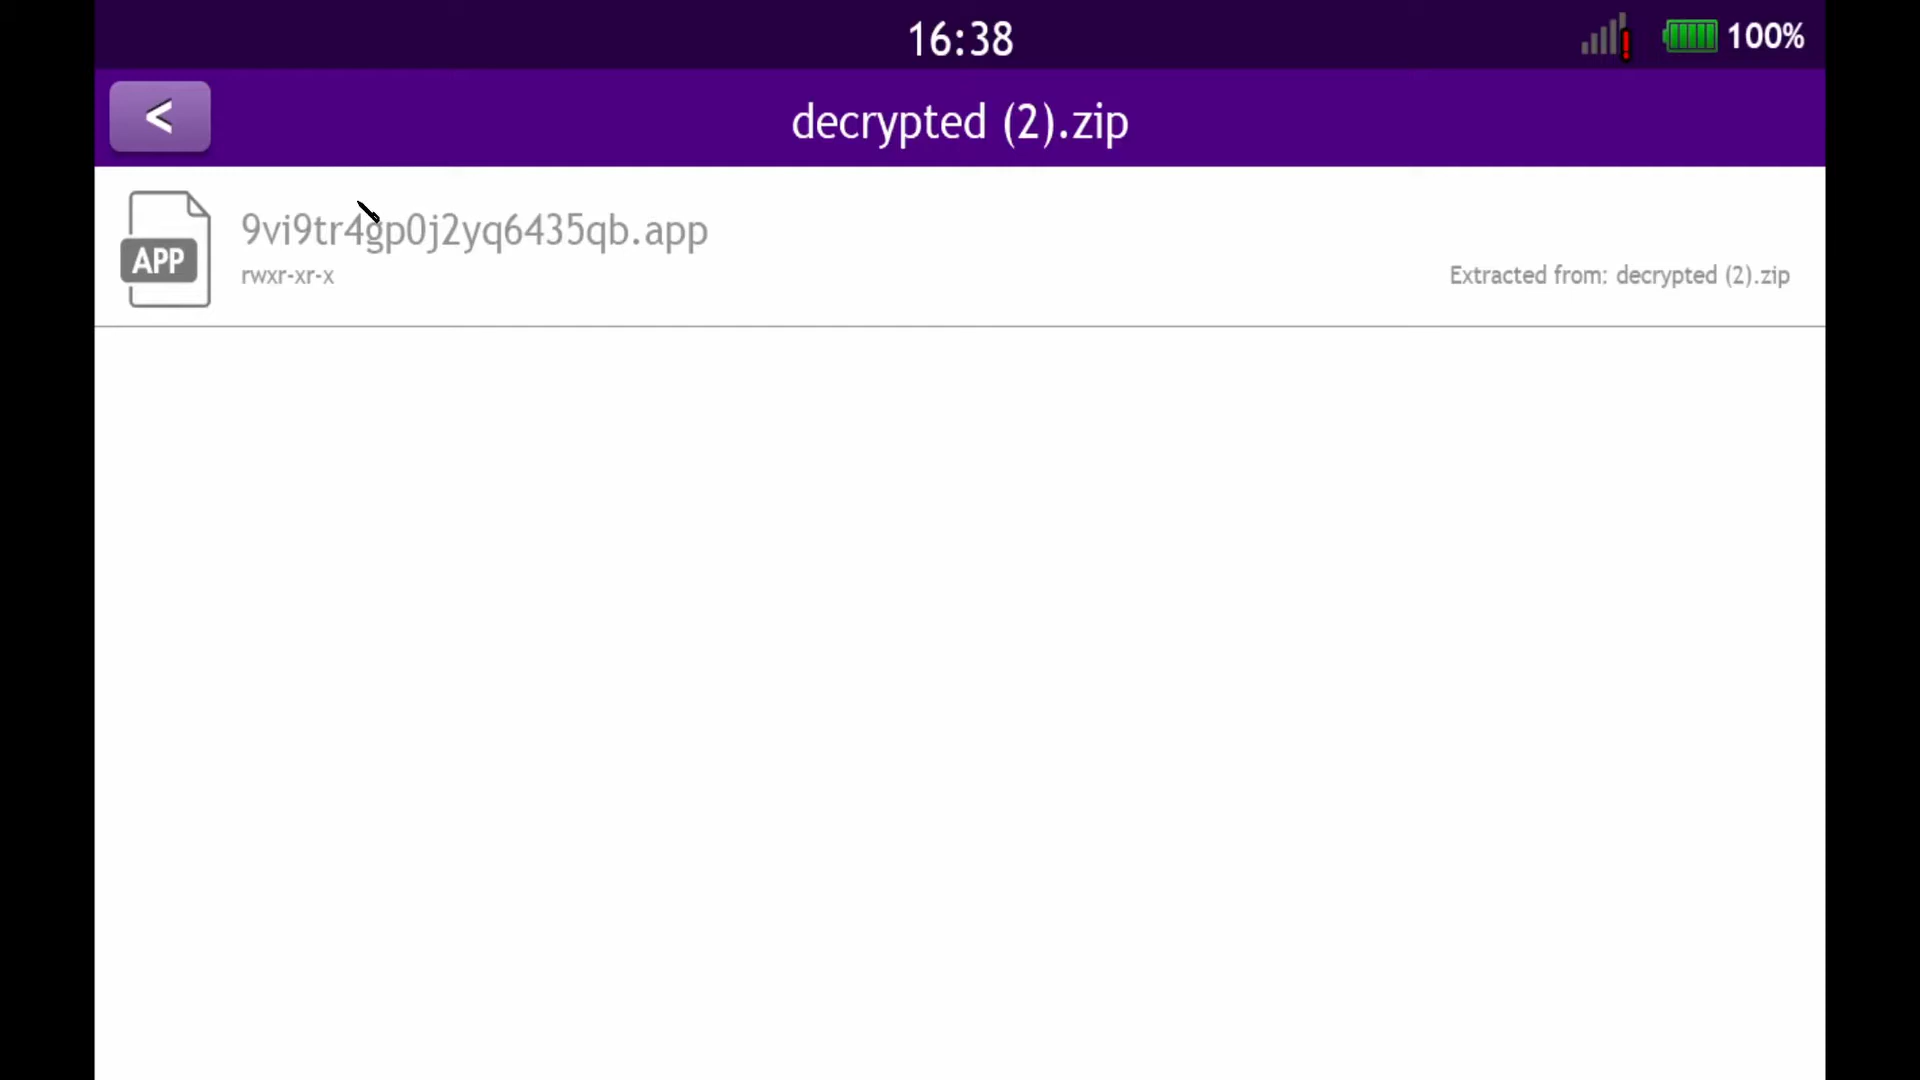 16:38
100%
<
decrypted (2).zip
9vi9tr4gp0j2yq6435qb.app
APP
rwxr-xr-x
Extracted from: decrypted (2).zip